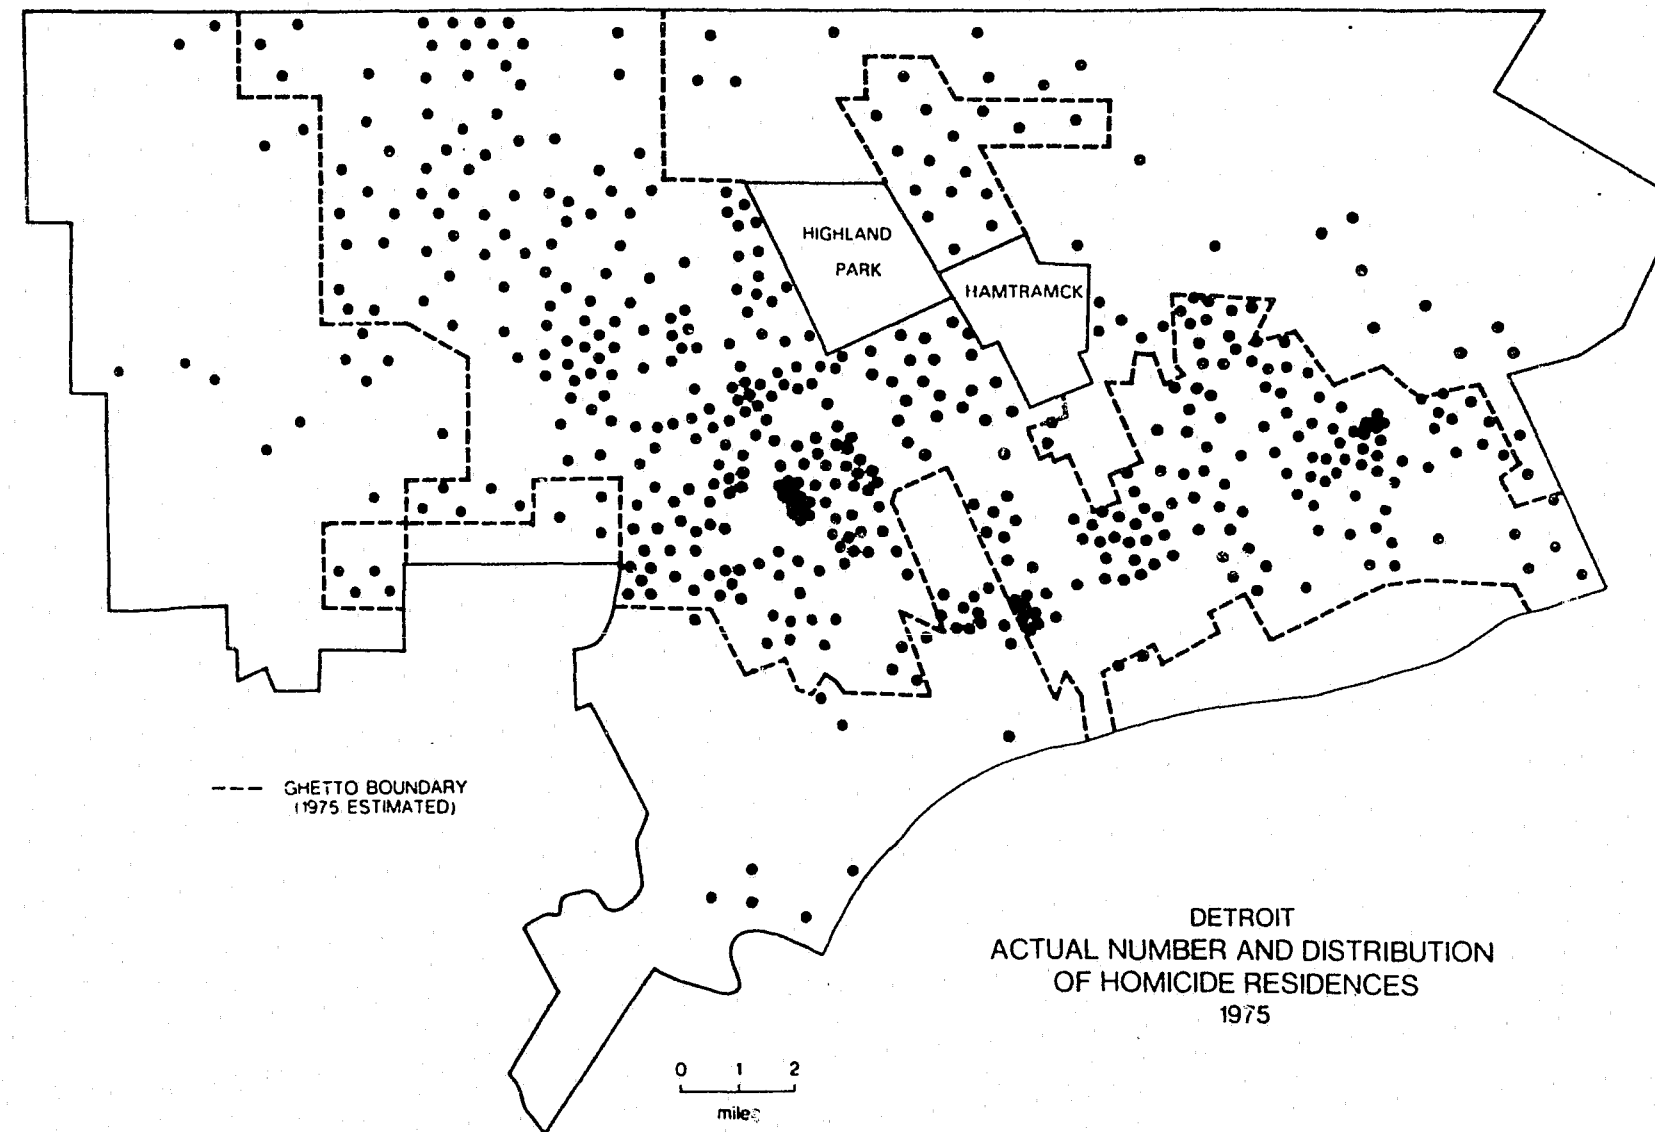 HIGHLAND
PARK
HAMTRAMCK
GHETTO BOUNDARY
(1975 ESTIMATED)
DETROIT
ACTUAL NUMBER AND DISTRIBUTION
OF HOMICIDE RESIDENCES
1975
0 1 2
miles